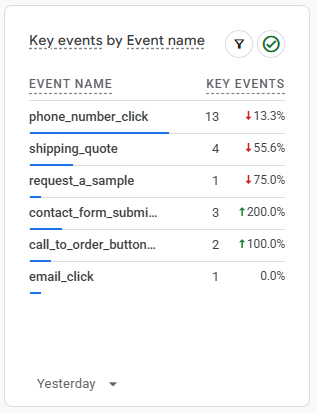 Key events by Event name
EVENT NAME KEY EVENTS
phone_number_click 13 ↓13.3%
shipping_quote 4 ↓55.6%
request_a_sample 1 ↓75.0%
contact_form_submi... 3 ↑200.0%
call_to_order_button... 2 ↑100.0%
email_click 1 0.0%
Yesterday